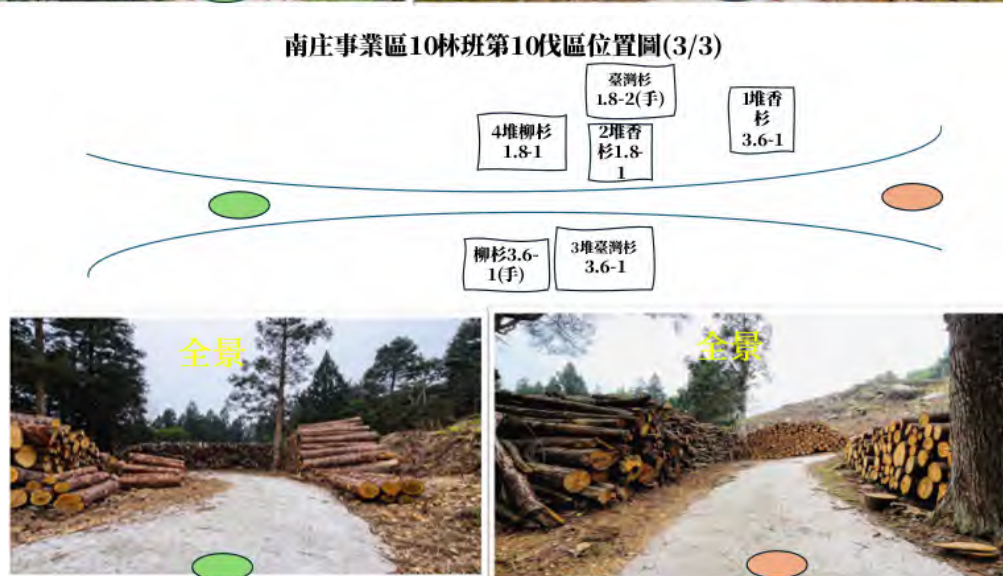 南庄事業區10林班第10伐區位置圖(3/3)
臺灣杉
1.8-2(手)
1堆香
杉
3.6-1
4堆柳杉
1.8-1
2堆香
杉1.8-
1
柳杉3.6-
1(手)
3堆臺灣杉
3.6-1
全景
全景